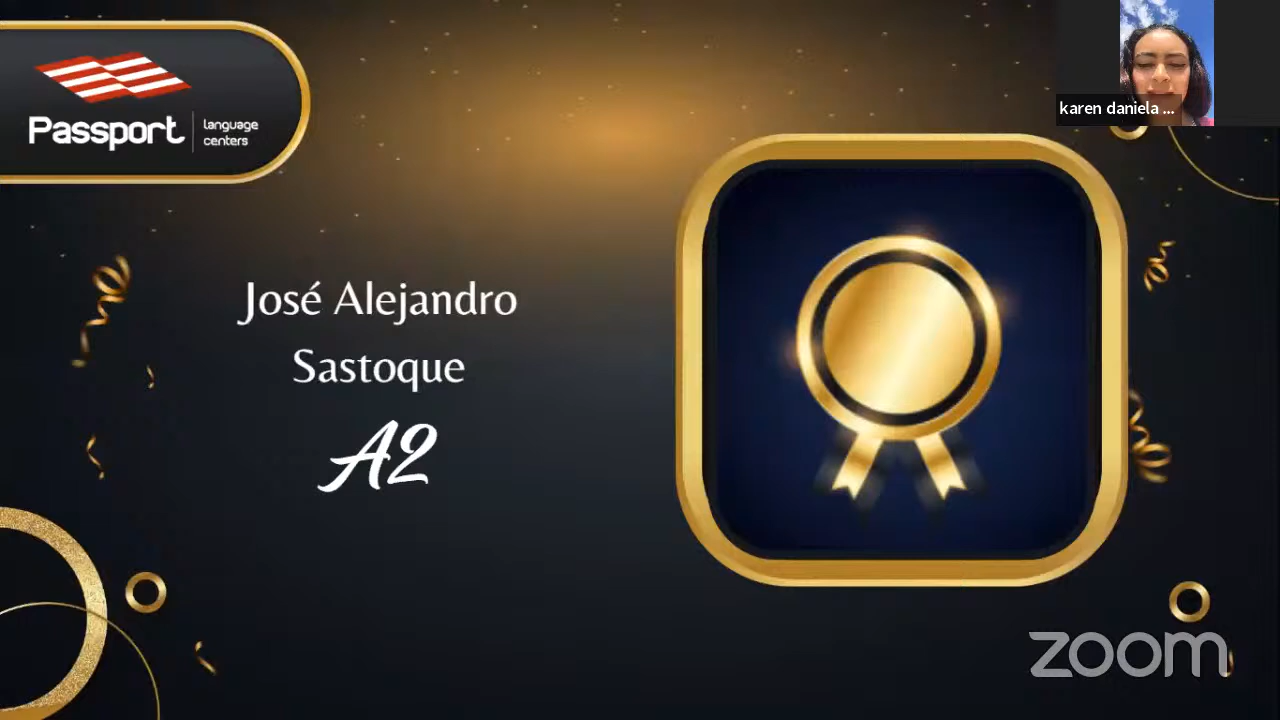 Passport
language
centers
karen daniela ...
José Alejandro
Sastoque
A2
zoom